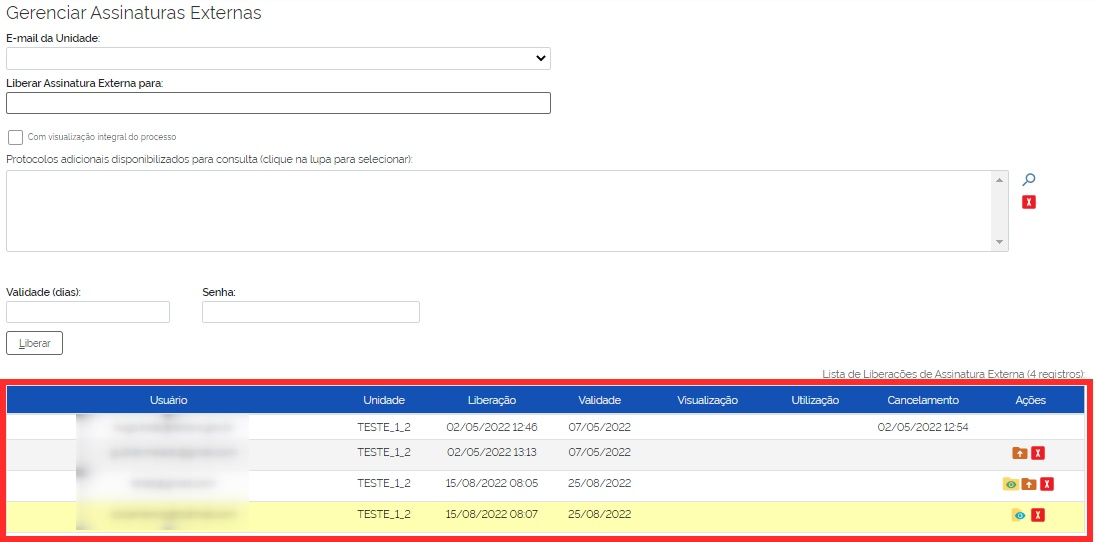 Gerenciar Assinaturas Externas
E-mail da Unidade:
Liberar Assinatura Externa para:
Com visualização integral do processo
Protocolos adicionais disponibilizados para consulta (clique na lupa para selecionar):
X
Validade (dias): Senha:
Liberar
Lista de Liberações de Assinatura Externa (4 registros):
Usuário Unidade Liberação Validade Visualização Utilização Cancelamento Ações
TESTE_1_2 02/05/2022 12:46 07/05/2022 02/05/2022 12:54
TESTE_1_2 02/05/2022 13:13 07/05/2022 X
TESTE_1_2 15/08/2022 08:05 25/08/2022 X
TESTE_1_2 15/08/2022 08:07 25/08/2022 X